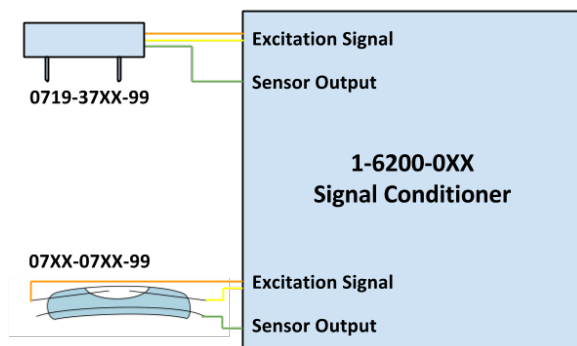 Excitation Signal
Sensor Output
0719-37XX-99
1-6200-0XX
Signal Conditioner
07XX-07XX-99
Excitation Signal
Sensor Output